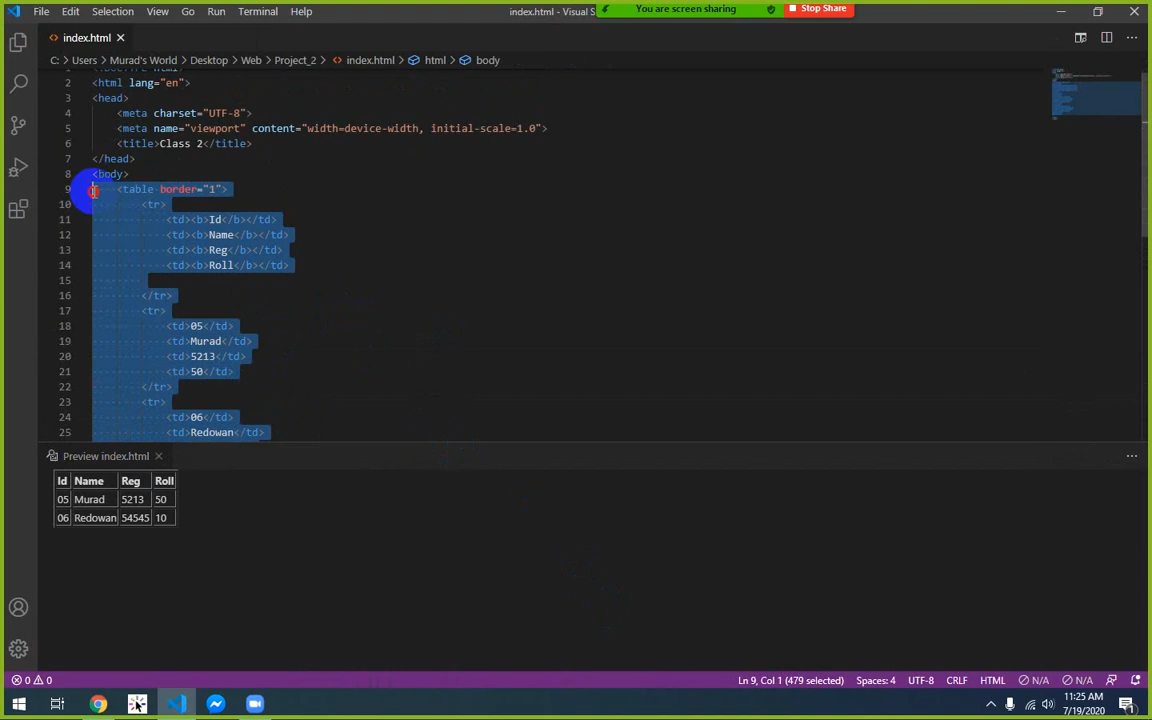 File Edit Selection View Go Run Terminal Help
index.html - Visual S
You are screen sharing
Stop Share
index.html
C: > Users > Murad's World > Desktop > Web > Project_2 > index.html > html > body
2 <html lang="en">
3 <head>
4 <meta charset="UTF-8">
5 <meta name="viewport" content="width=device-width, initial-scale=1.0">
6 <title>Class 2</title>
7 </head>
8 <body>
9 <table border="1">
10 <tr>
11 <td><b>Id</b></td>
12 <td><b>Name</b></td>
13 <td><b>Reg</b></td>
14 <td><b>Roll</b></td>
15
16 </tr>
17 <tr>
18 <td>05</td>
19 <td>Murad</td>
20 <td>5213</td>
21 <td>50</td>
22 </tr>
23 <tr>
24 <td>06</td>
25 <td>Redowan</td>
Preview index.html
Id Name Reg Roll
05 Murad 5213 50
06 Redowan 54545 10
0 0 Ln 9, Col 1 (479 selected) Spaces: 4 UTF-8 CRLF HTML N/A N/A
11:25 AM
7/19/2020
1